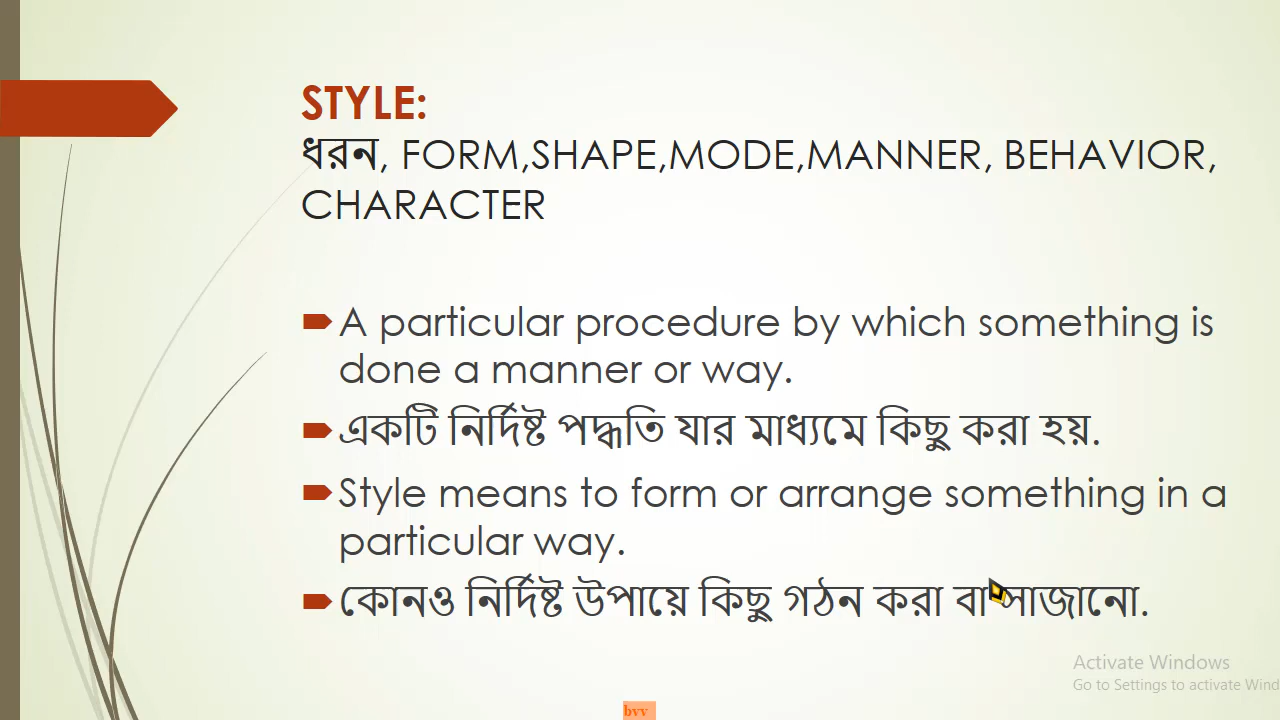 STYLE:
ধরন, FORM,SHAPE,MODE,MANNER, BEHAVIOR,
CHARACTER
A particular procedure by which something is
done a manner or way.
একটি নির্দিষ্ট পদ্ধতি যার মাধ্যমে কিছু করা হয়.
Style means to form or arrange something in a
particular way.
কোনও নির্দিষ্ট উপায়ে কিছু গঠন করা বা সাজানো.
Activate Windows
Go to Settings to activate Wind
bvv